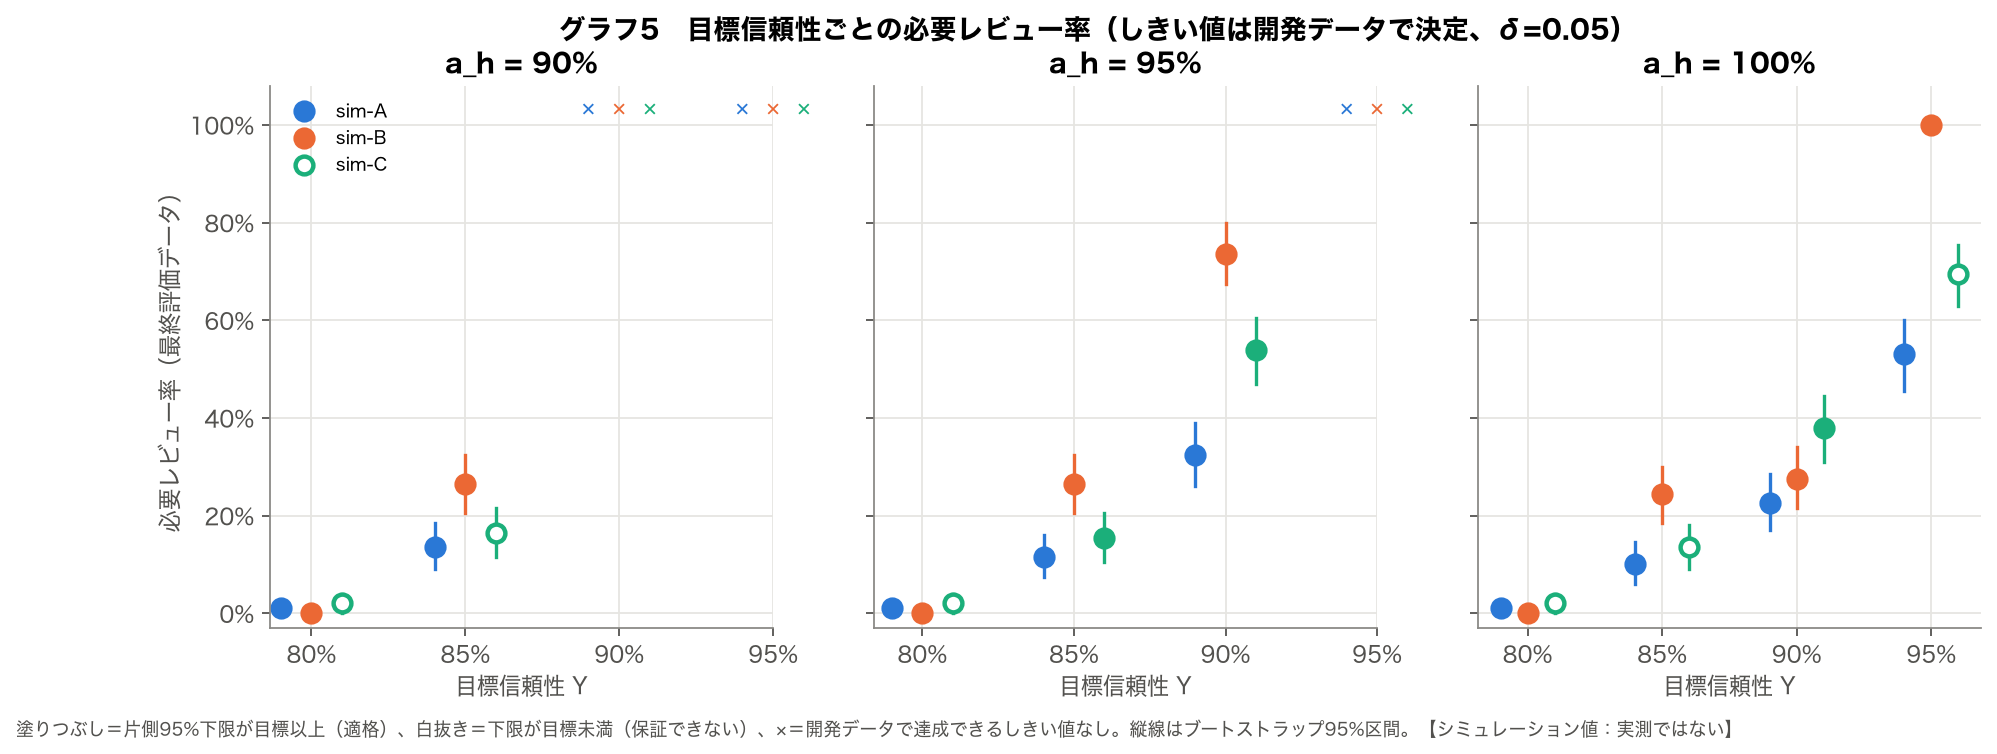 グラフ5　目標信頼性ごとの必要レビュー率（しきい値は開発データで決定、δ=0.05）
a_h = 90%
a_h = 95%
a_h = 100%
sim-A
sim-B
sim-C
必要レビュー率（最終評価データ）
100%
80%
60%
40%
20%
0%
80% 85% 90% 95%
80% 85% 90% 95%
80% 85% 90% 95%
目標信頼性 Y
目標信頼性 Y
目標信頼性 Y
塗りつぶし＝片側95%下限が目標以上（適格）、白抜き＝下限が目標未満（保証できない）、×＝開発データで達成できるしきい値なし。縦線はブートストラップ95%区間。【シミュレーション値：実測ではない】